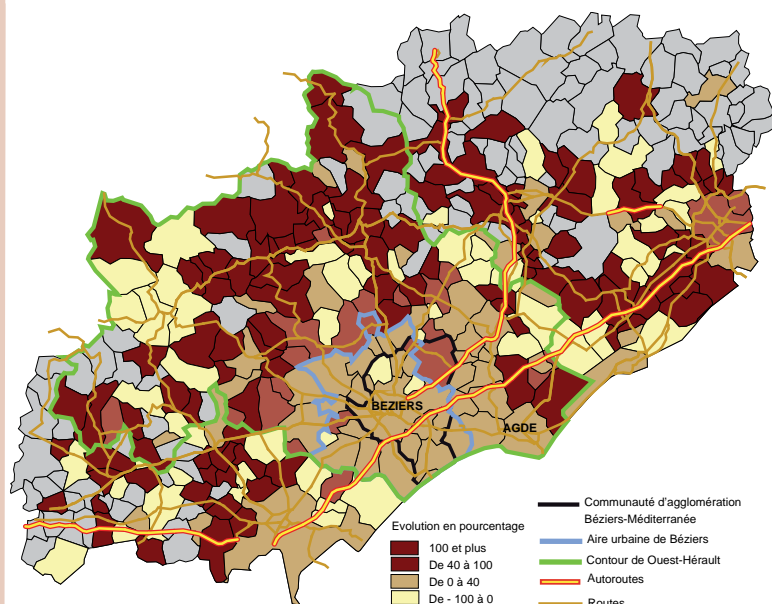 BEZIERS
AGDE
Evolution en pourcentage
100 et plus
De 40 à 100
De 0 à 40
De - 100 à 0
Communauté d'agglomération
Béziers-Méditerranée
Aire urbaine de Béziers
Contour de Ouest-Hérault
Autoroutes
Routes